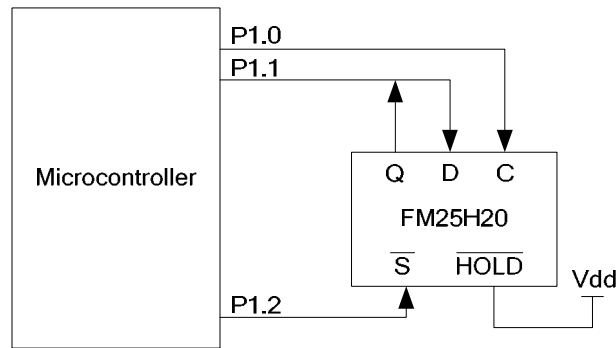 P1.0
P1.1
Microcontroller
Q D C
FM25H20
S HOLD
Vdd
P1.2